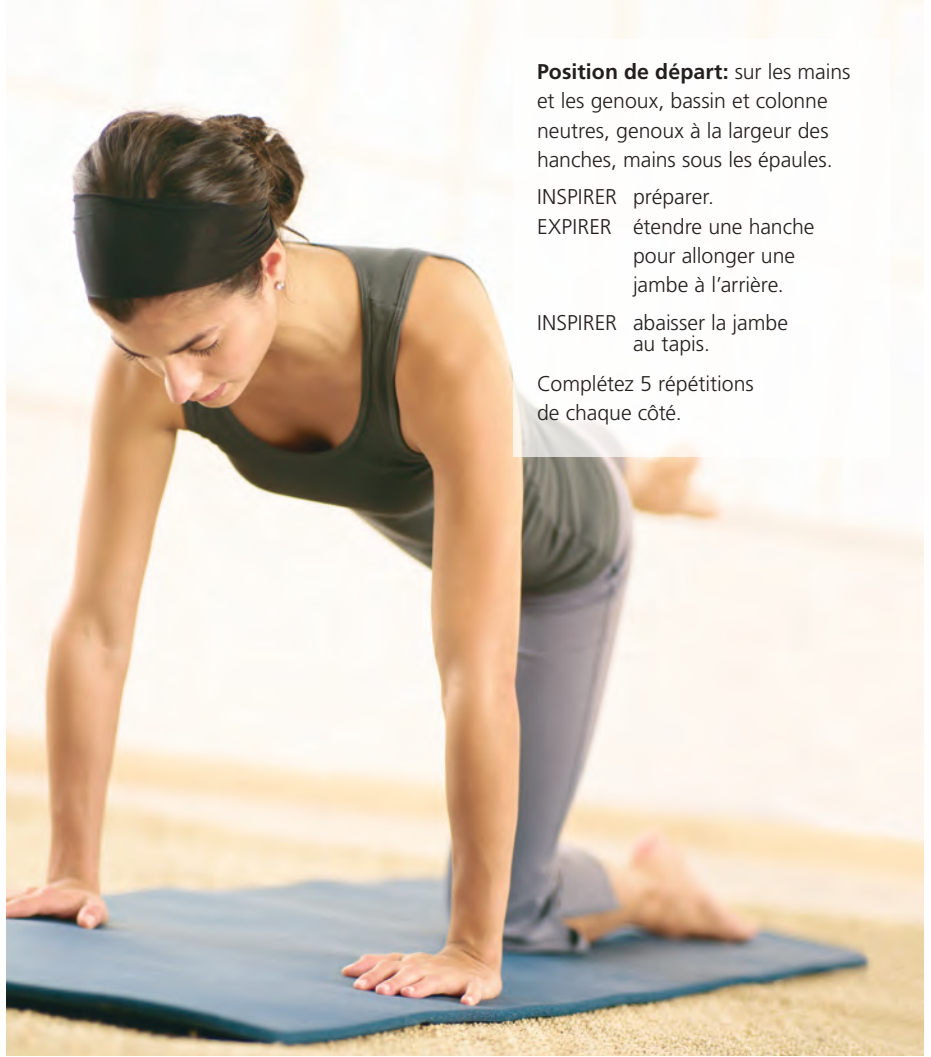 Position de départ: sur les mains
et les genoux, bassin et colonne
neutres, genoux à la largeur des
hanches, mains sous les épaules.
INSPIRER préparer.
EXPIRER étendre une hanche
pour allonger une
jambe à l’arrière.
INSPIRER abaisser la jambe
au tapis.
Complétez 5 répétitions
de chaque côté.